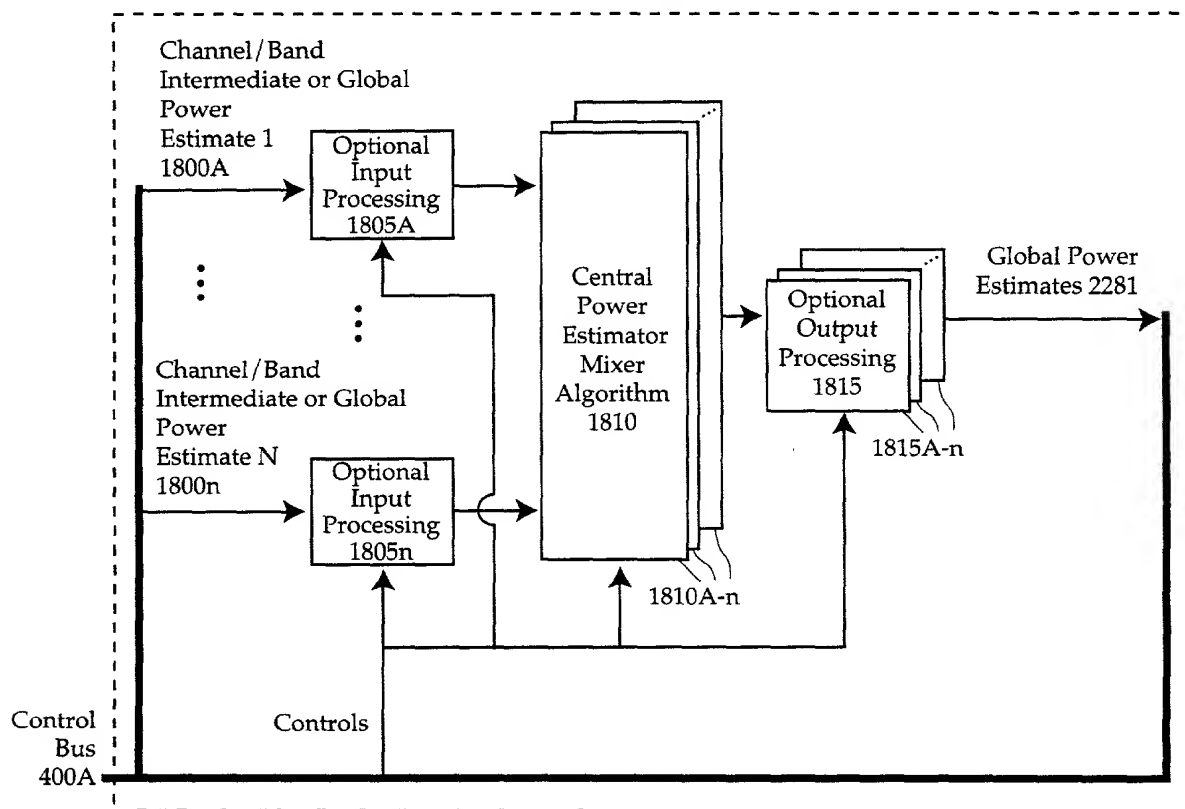 Channel/Band
Intermediate or Global
Power
Estimate 1
1800A
Optional
Input
Processing
1805A
Central
Power
Estimator
Mixer
Algorithm
1810
Global Power
Estimates 2281
Optional
Output
Processing
1815
1815A-n
Channel/Band
Intermediate or Global
Power
Estimate N
1800n
Optional
Input
Processing
1805n
1810A-n
Control
Bus
400A
Controls